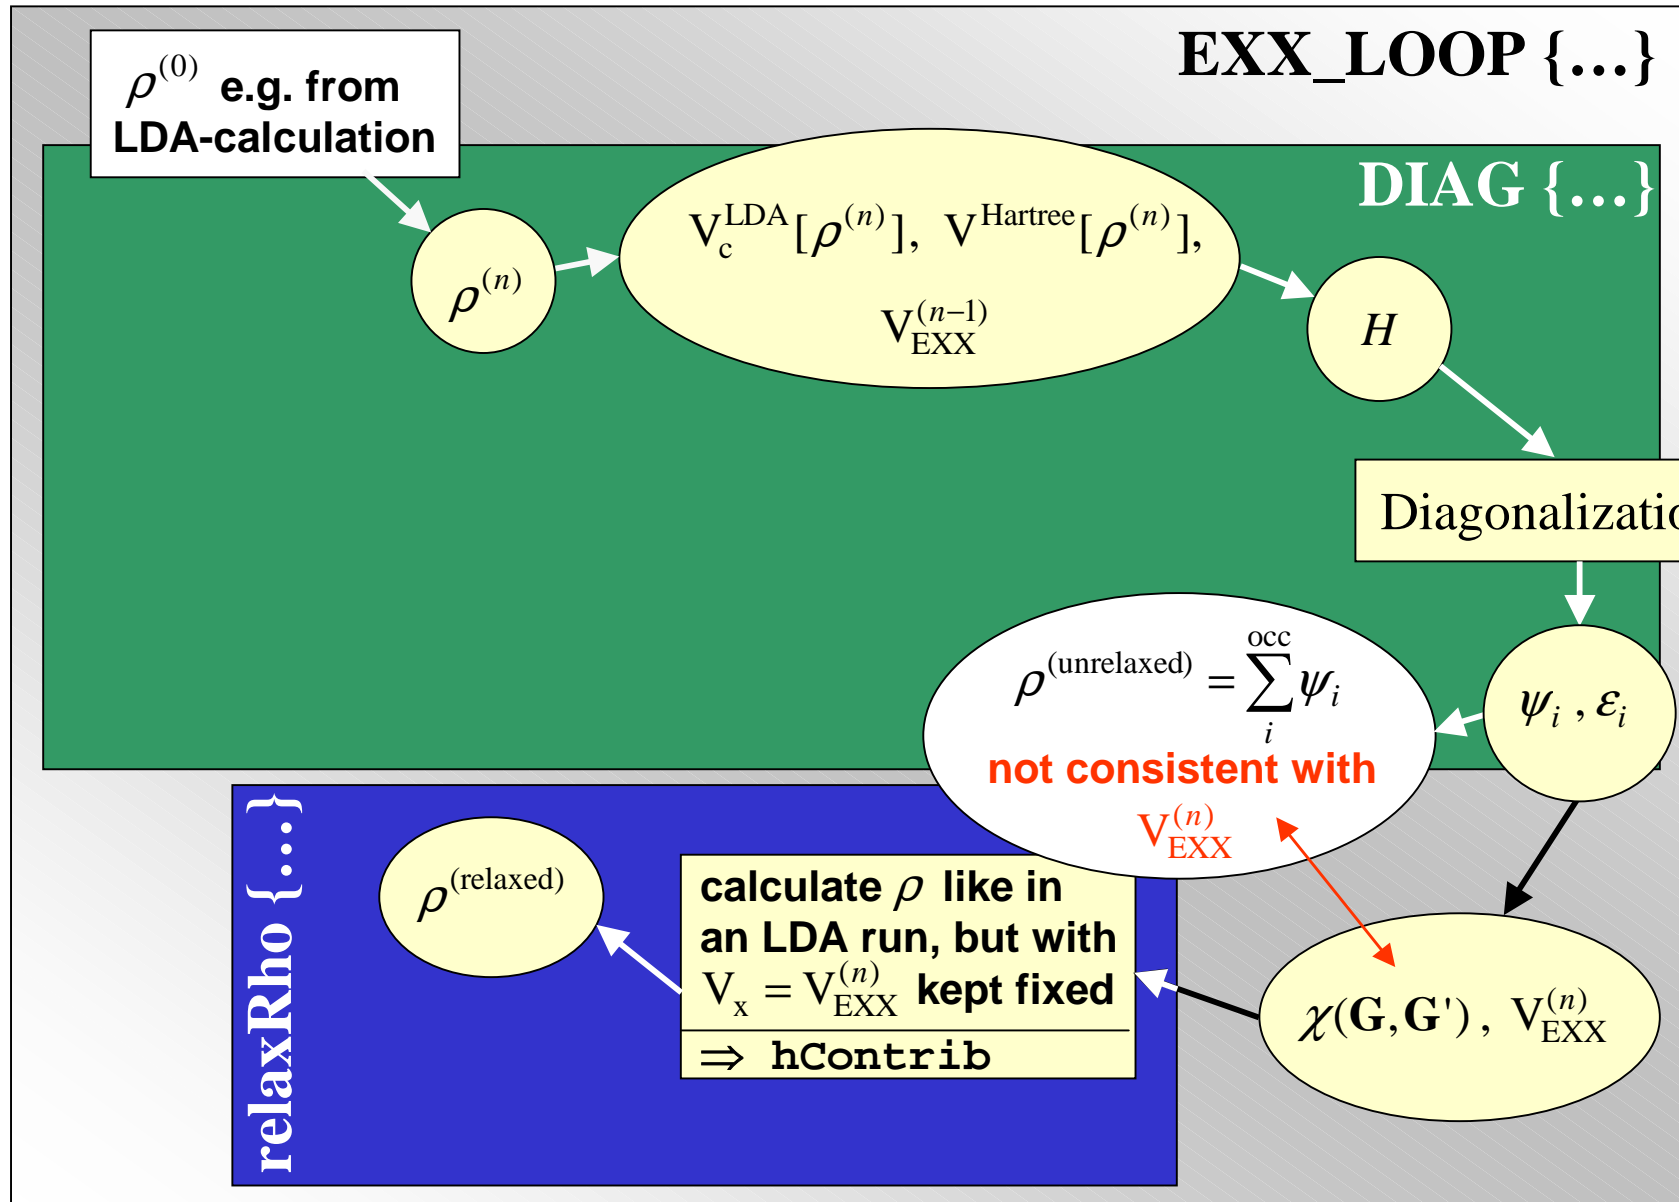 EXX_LOOP {…}
ρ⁽⁰⁾ e.g. from
LDA-calculation
DIAG {…}
ρ⁽ⁿ⁾
V_c^LDA[ρ⁽ⁿ⁾], V^Hartree[ρ⁽ⁿ⁾],
V_EXX^(n−1)
H
Diagonalizatio
ψ_i , ε_i
ρ^(unrelaxed) = ∑_i^occ ψ_i
not consistent with
V_EXX^(n)
χ(G,G') , V_EXX^(n)
calculate ρ like in
an LDA run, but with
V_x = V_EXX^(n) kept fixed
⇒ hContrib
ρ^(relaxed)
relaxRho {…}